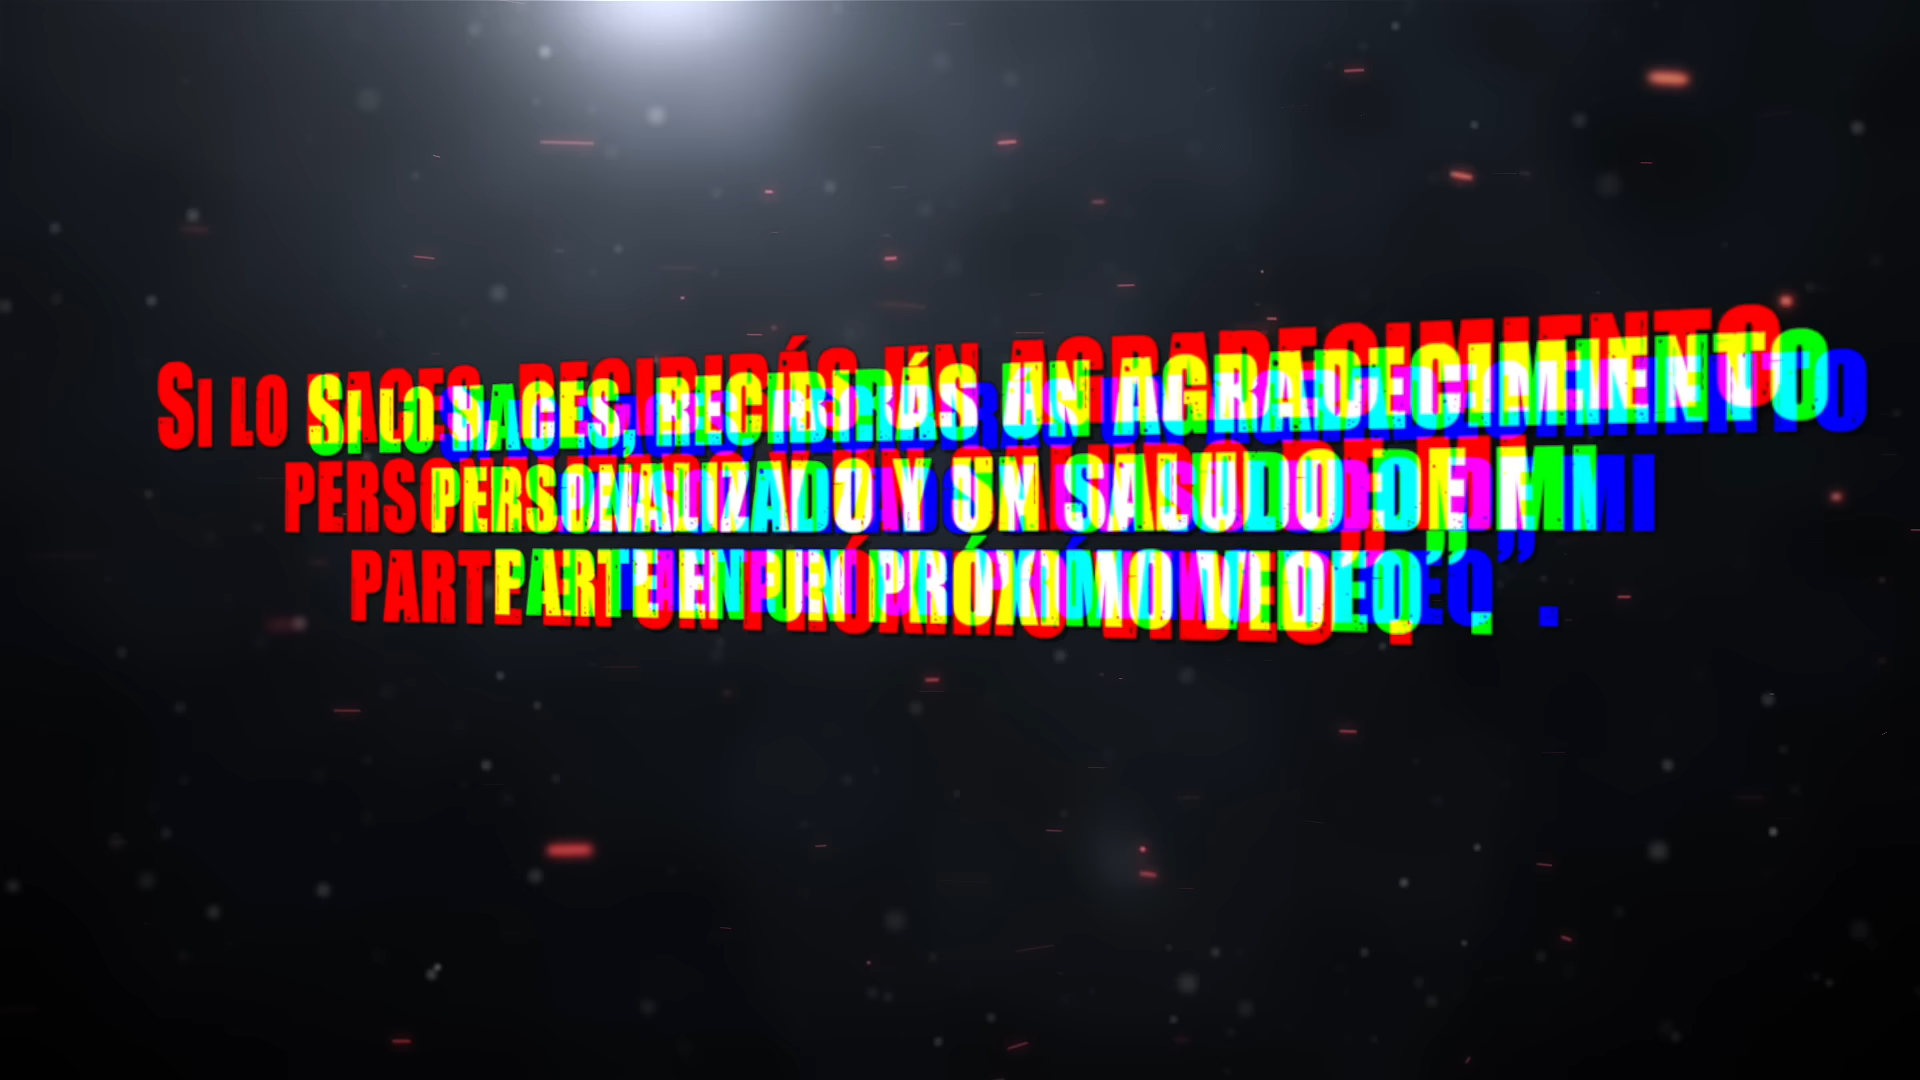 SI LO HACES, RECIBIRÁS UN AGRADECIMIENTO
PERSONALIZADO Y UN SALUDO DE MI
PARTE EN UN PRÓXIMO VIDEO”.